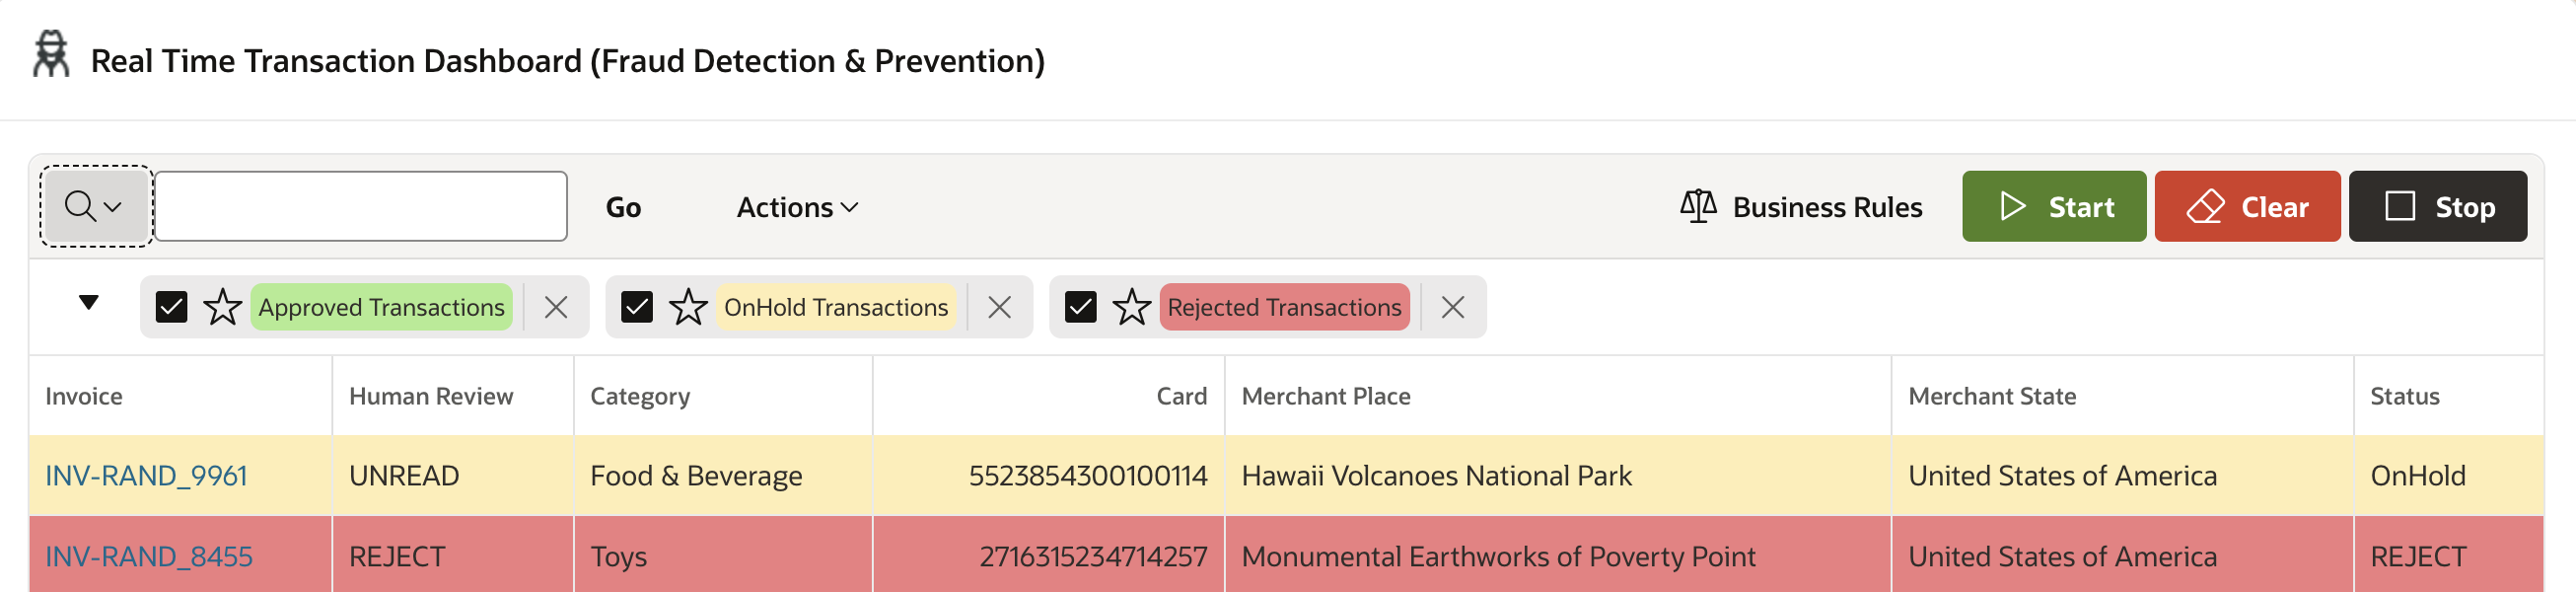 Real Time Transaction Dashboard (Fraud Detection & Prevention)
Go Actions Business Rules Start Clear Stop
Approved Transactions OnHold Transactions Rejected Transactions
Invoice Human Review Category Card Merchant Place Merchant State Status
INV-RAND_9961 UNREAD Food & Beverage 5523854300100114 Hawaii Volcanoes National Park United States of America OnHold
INV-RAND_8455 REJECT Toys 2716315234714257 Monumental Earthworks of Poverty Point United States of America REJECT